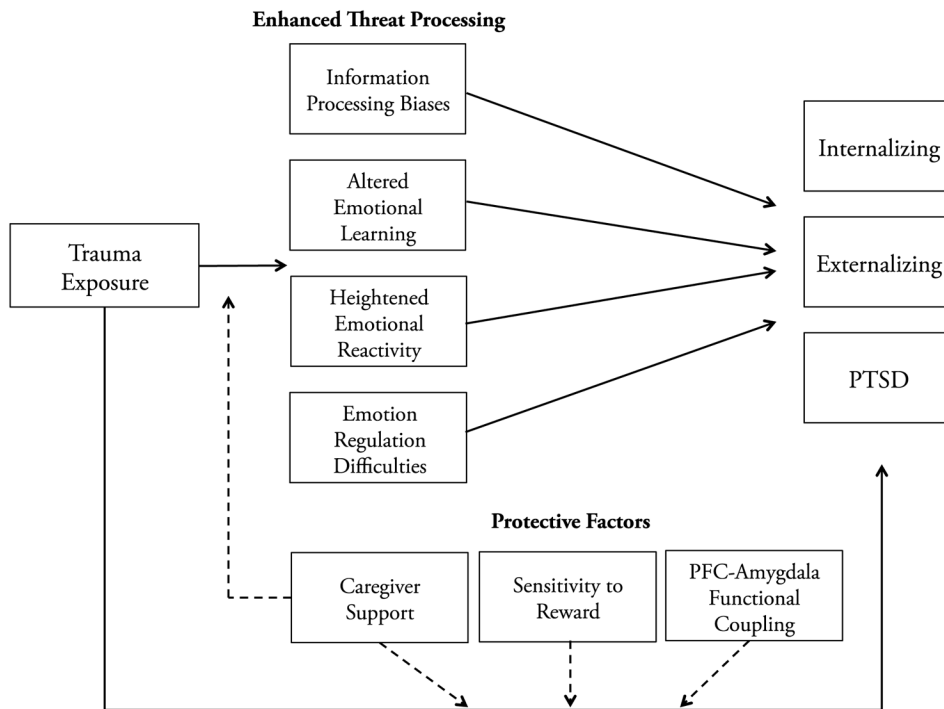 Enhanced Threat Processing
Information
Processing Biases
Altered
Emotional
Learning
Heightened
Emotional
Reactivity
Emotion
Regulation
Difficulties
Trauma
Exposure
Internalizing
Externalizing
PTSD
Protective Factors
Caregiver
Support
Sensitivity to
Reward
PFC-Amygdala
Functional
Coupling